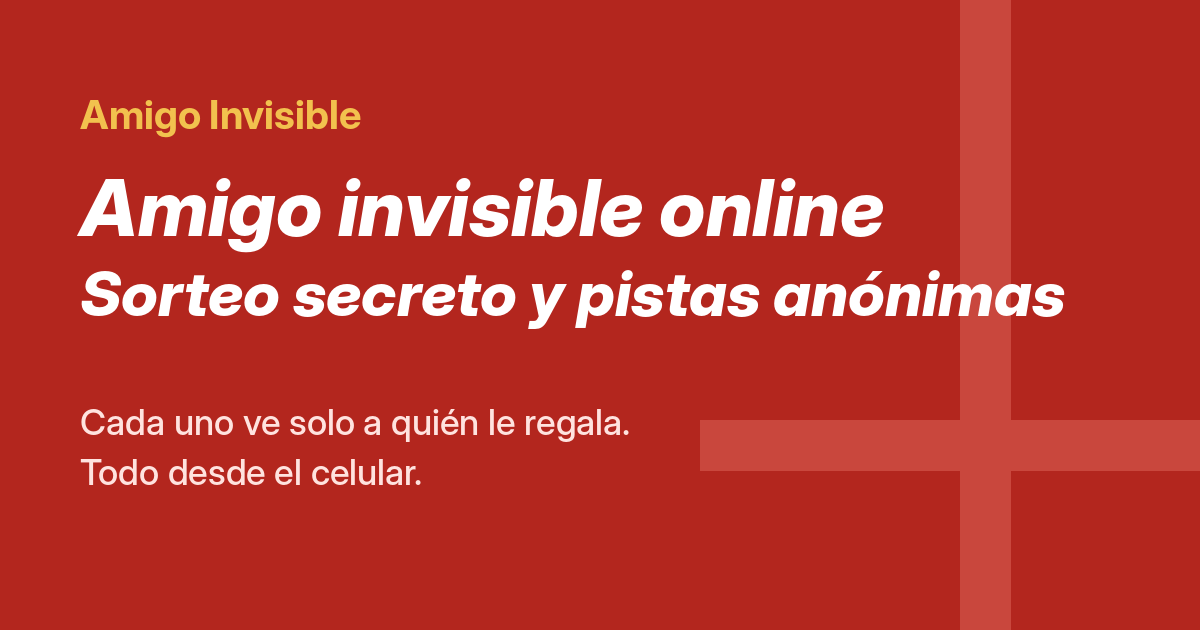 Amigo Invisible
Amigo invisible online
Sorteo secreto y pistas anónimas
Cada uno ve solo a quién le regala.
Todo desde el celular.